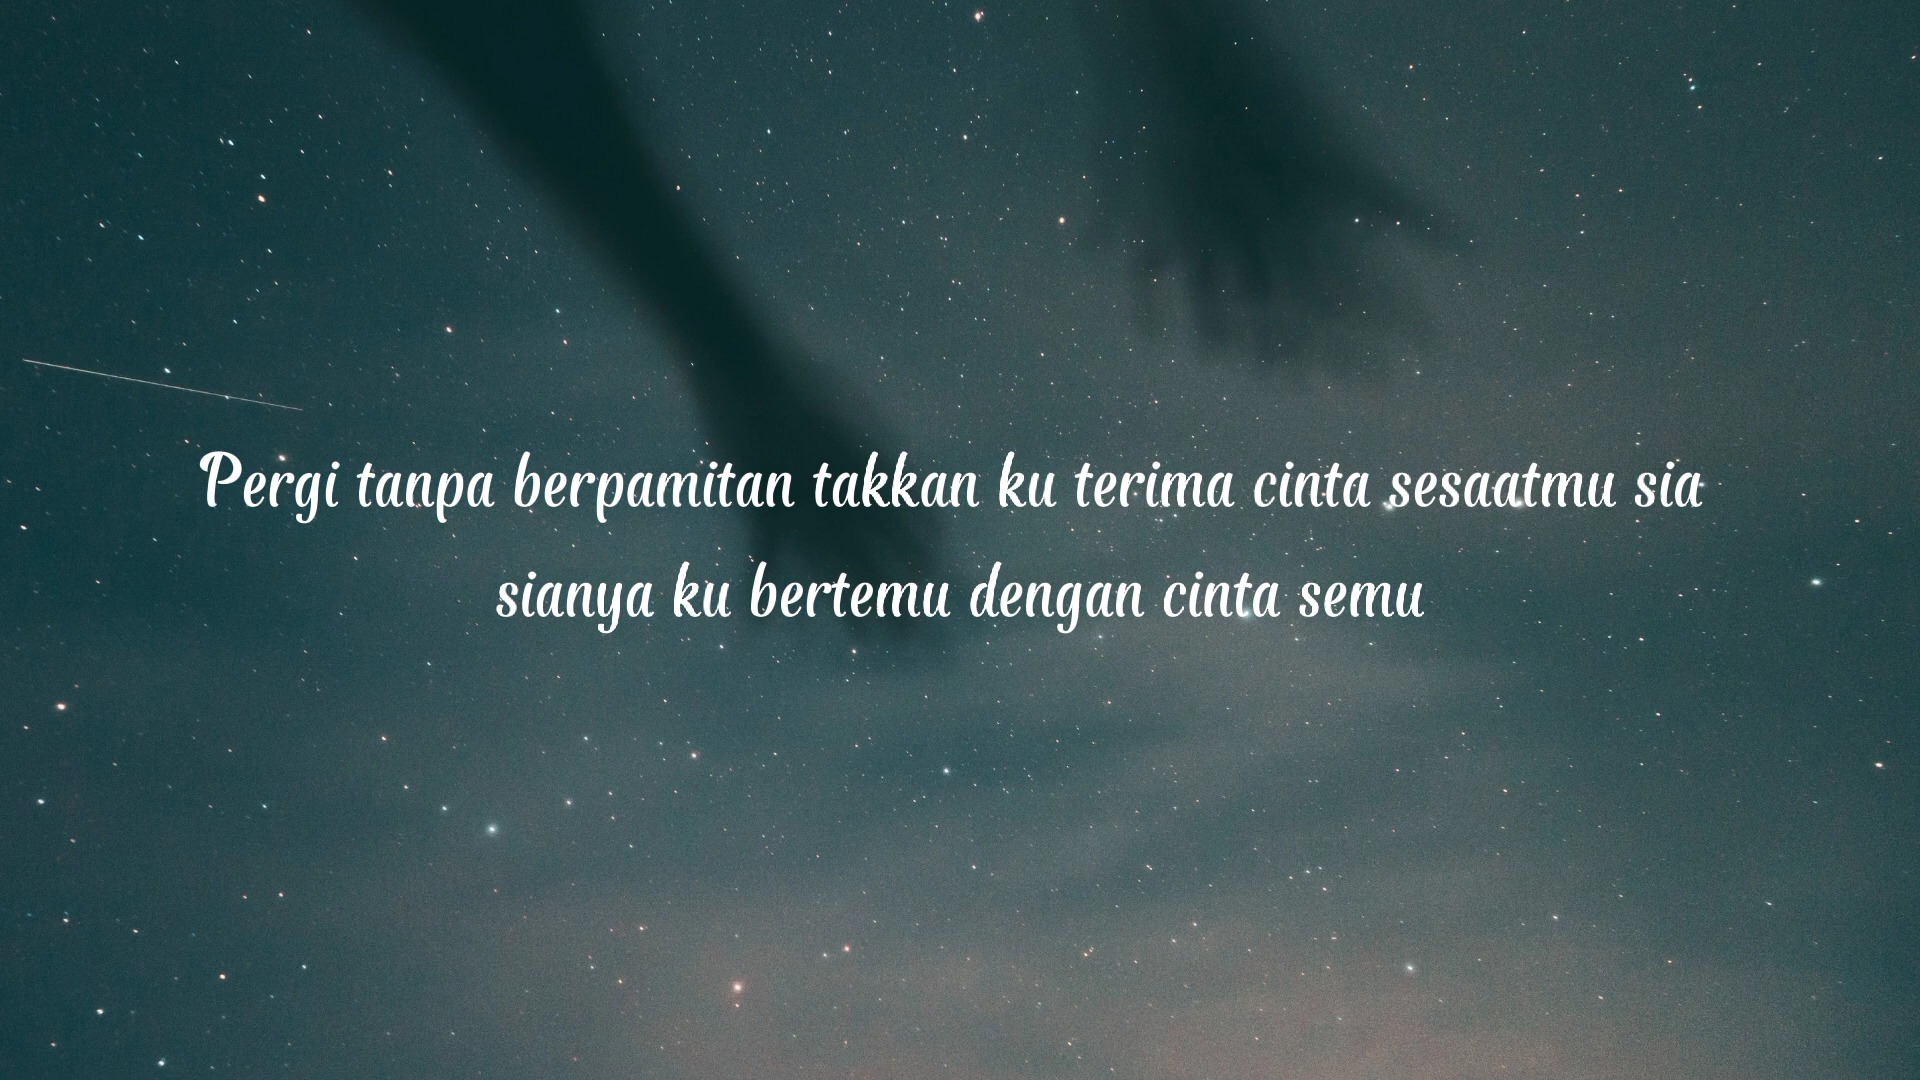 Pergi tanpa berpamitan takkan ku terima cinta sesaatmu sia
sianya ku bertemu dengan cinta semu